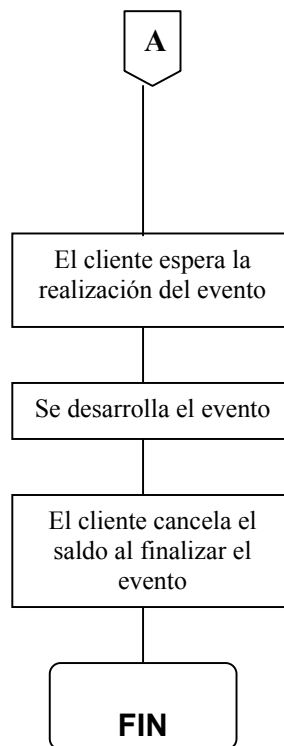 A
El cliente espera la
realización del evento
Se desarrolla el evento
El cliente cancela el
saldo al finalizar el
evento
FIN